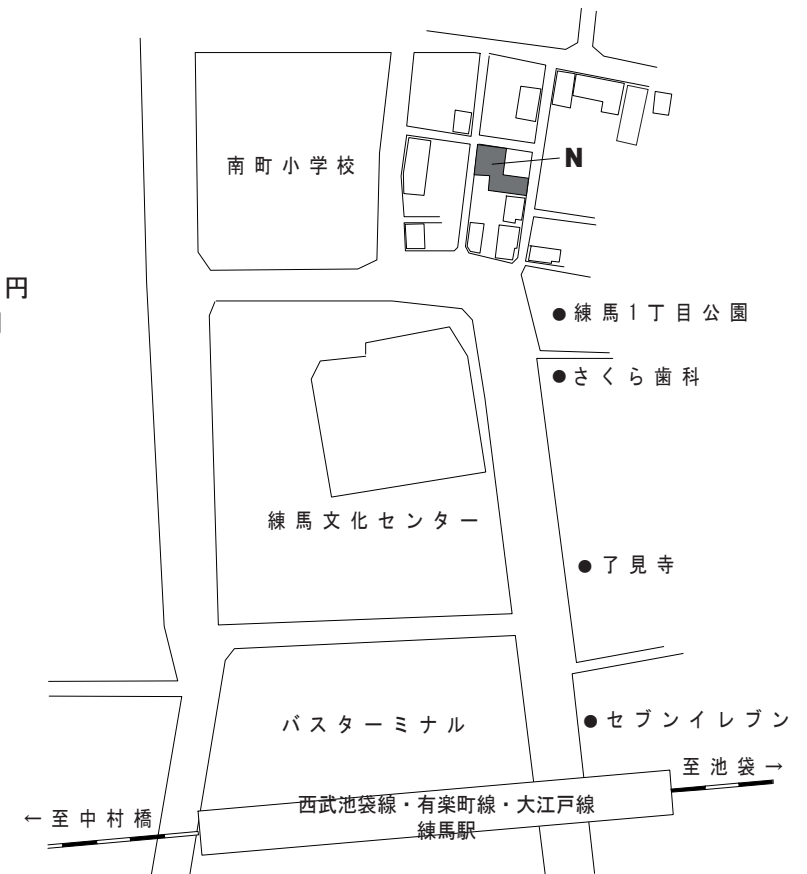 南町小学校
N
円
練馬1丁目公園
さくら歯科
練馬文化センター
了見寺
セブンイレブン
バスターミナル
至池袋→
西武池袋線・有楽町線・大江戸線
練馬駅
←至中村橋